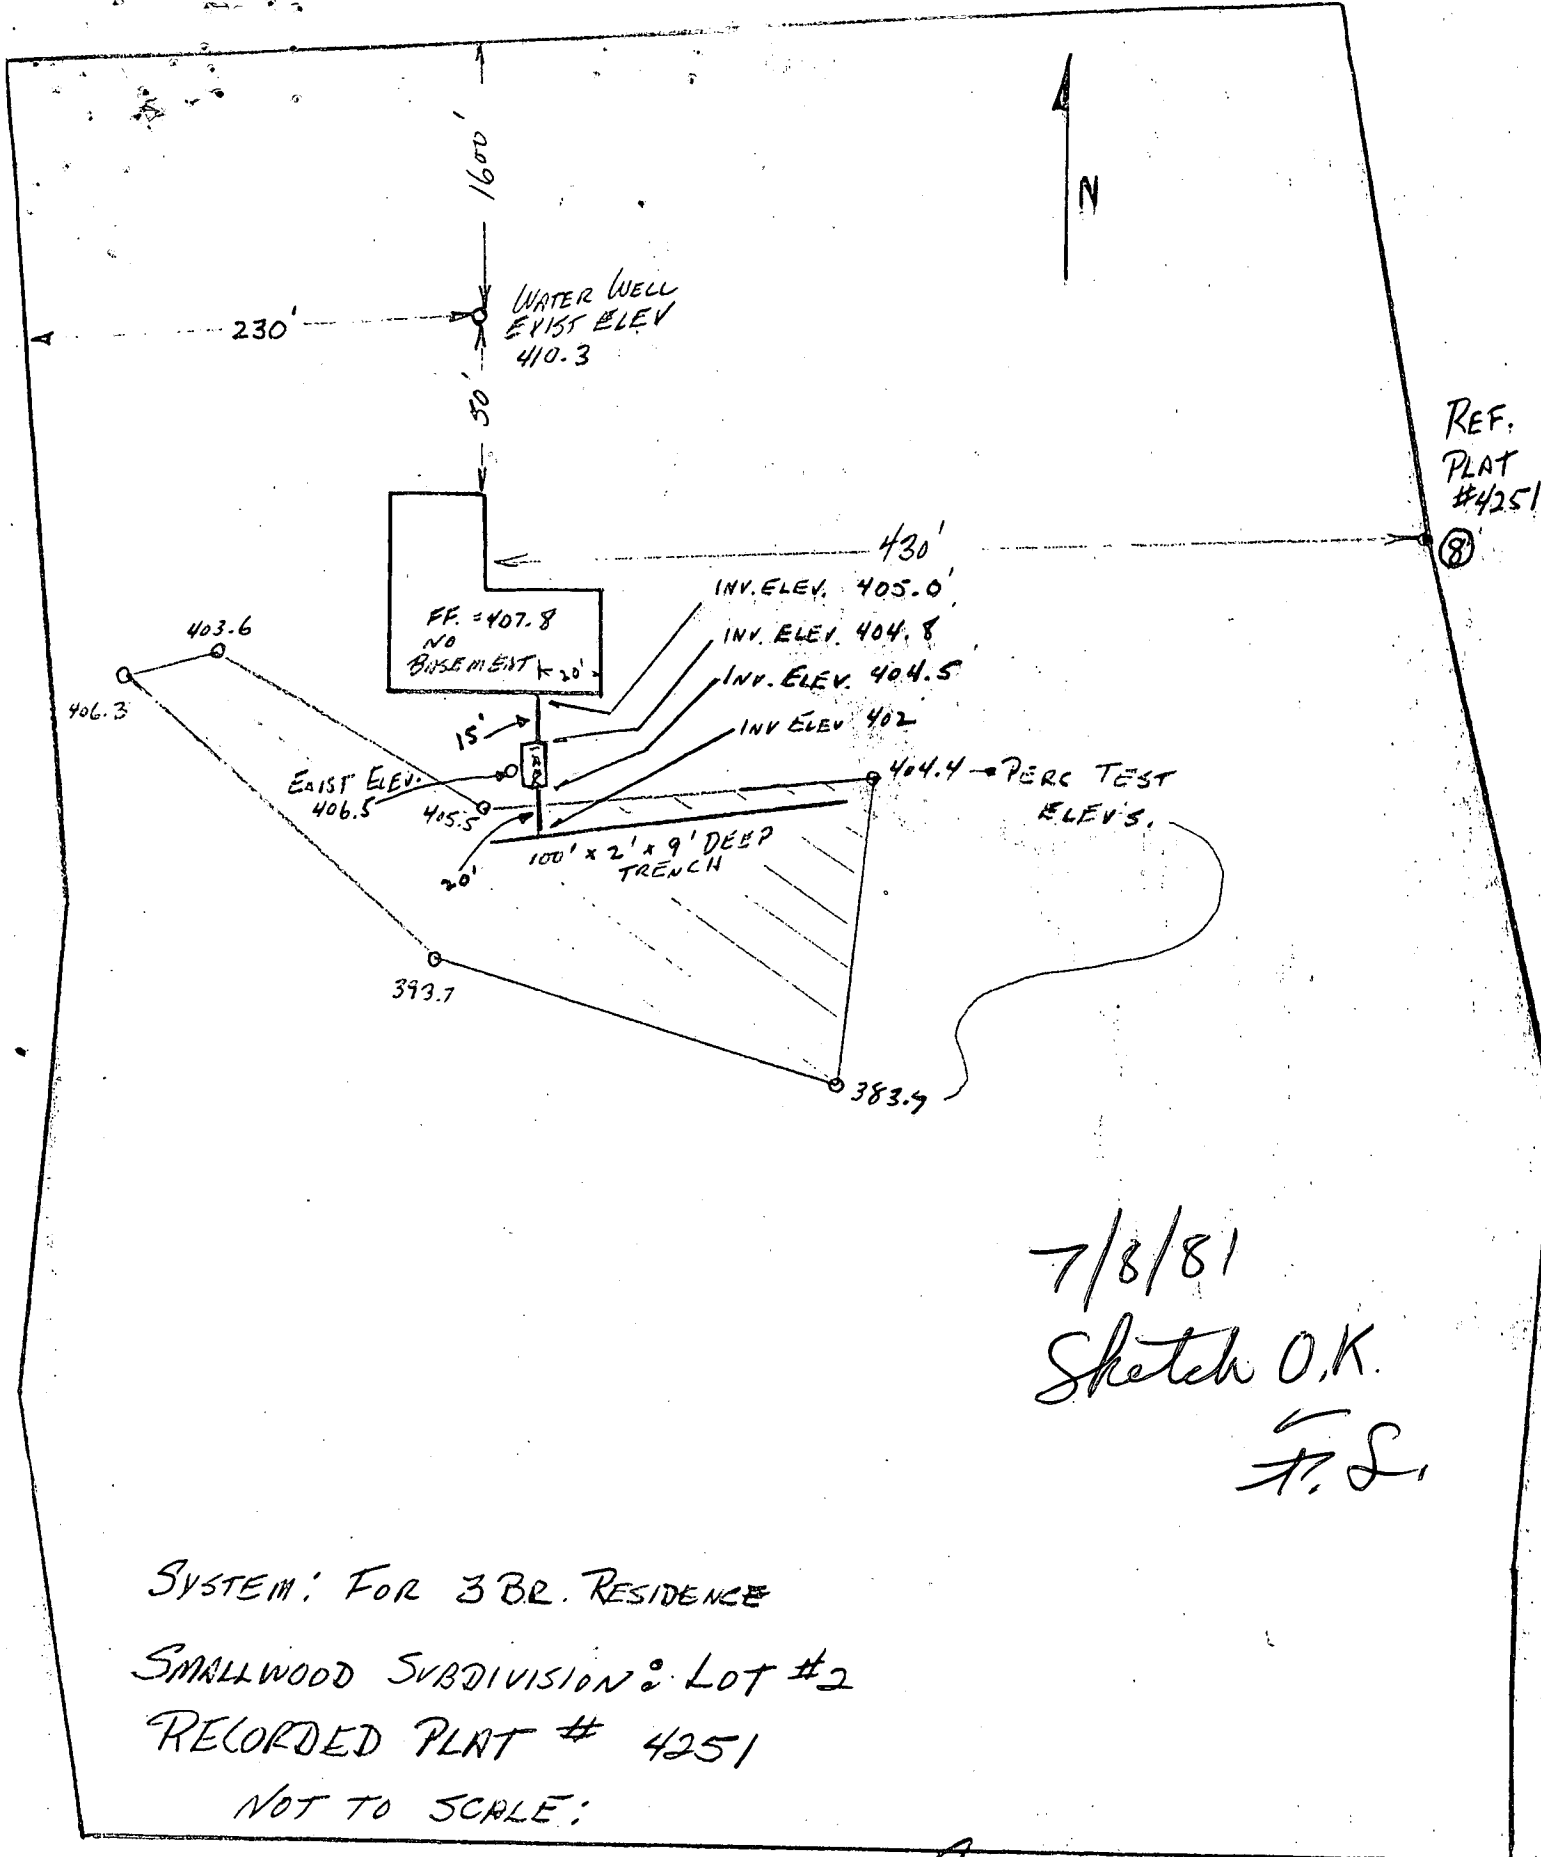 1600'
N
WATER WELL
EXIST ELEV
410.3
230'
50'
REF.
PLAT
#4251
8
430'
INV. ELEV. 405.0'
FF. = 407.8
NO
BASEMENT
20'
INV. ELEV. 404.8
INV. ELEV. 404.5'
INV ELEV 402
403.6
406.3
15'
EXIST ELEV.
406.5
405.5
404.4 PERC TEST
ELEV'S.
100' x 2' x 9' DEEP
TRENCH
20'
393.7
7/8/81
Sketch O.K.
SYSTEM: FOR 3 BR. RESIDENCE
SMALLWOOD SUBDIVISION: LOT #2
RECORDED PLAT # 4251
NOT TO SCALE: